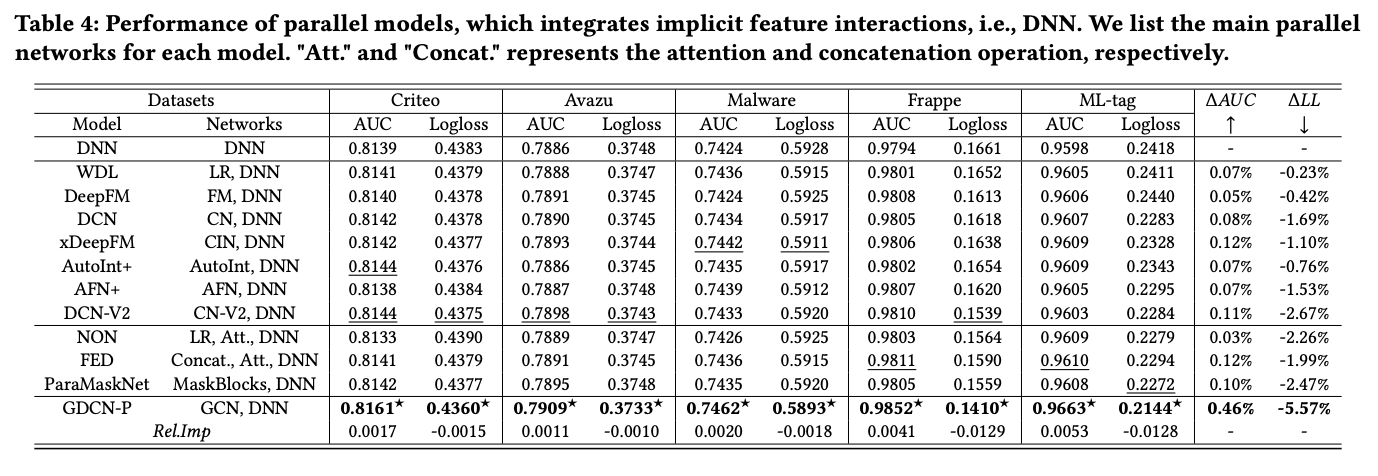 Table 4: Performance of parallel models, which integrates implicit feature interactions, i.e., DNN. We list the main parallel
networks for each model. "Att." and "Concat." represents the attention and concatenation operation, respectively.
Datasets Criteo Avazu Malware Frappe ML-tag ΔAUC ΔLL
Model Networks AUC Logloss AUC Logloss AUC Logloss AUC Logloss AUC Logloss ↑ ↓
DNN DNN 0.8139 0.4383 0.7886 0.3748 0.7424 0.5928 0.9794 0.1661 0.9598 0.2418 - -
WDL LR, DNN 0.8141 0.4379 0.7888 0.3747 0.7436 0.5915 0.9801 0.1652 0.9605 0.2411 0.07% -0.23%
DeepFM FM, DNN 0.8140 0.4378 0.7891 0.3745 0.7424 0.5925 0.9808 0.1613 0.9606 0.2440 0.05% -0.42%
DCN CN, DNN 0.8142 0.4378 0.7890 0.3745 0.7434 0.5917 0.9805 0.1618 0.9607 0.2283 0.08% -1.69%
xDeepFM CIN, DNN 0.8142 0.4377 0.7893 0.3744 0.7442 0.5911 0.9806 0.1638 0.9609 0.2328 0.12% -1.10%
AutoInt+ AutoInt, DNN 0.8144 0.4376 0.7886 0.3745 0.7435 0.5917 0.9802 0.1654 0.9609 0.2343 0.07% -0.76%
AFN+ AFN, DNN 0.8138 0.4384 0.7887 0.3748 0.7439 0.5912 0.9807 0.1620 0.9608 0.2295 0.07% -1.53%
DCN-V2 CN-V2, DNN 0.8144 0.4375 0.7898 0.3743 0.7433 0.5920 0.9810 0.1539 0.9603 0.2284 0.11% -2.67%
NON LR, Att., DNN 0.8133 0.4390 0.7889 0.3747 0.7426 0.5925 0.9803 0.1564 0.9609 0.2279 0.03% -2.26%
FED Concat., Att., DNN 0.8141 0.4379 0.7891 0.3745 0.7436 0.5915 0.9811 0.1590 0.9610 0.2294 0.12% -1.99%
ParaMaskNet MaskBlocks, DNN 0.8142 0.4377 0.7895 0.3748 0.7435 0.5920 0.9805 0.1559 0.9608 0.2272 0.10% -2.47%
GDCN-P GCN, DNN 0.8161★ 0.4360★ 0.7909★ 0.3733★ 0.7462★ 0.5893★ 0.9852★ 0.1410★ 0.9663★ 0.2144★ 0.46% -5.57%
Rel.Imp 0.0017 -0.0015 0.0011 -0.0010 0.0020 -0.0018 0.0041 -0.0129 0.0053 -0.0128 - -